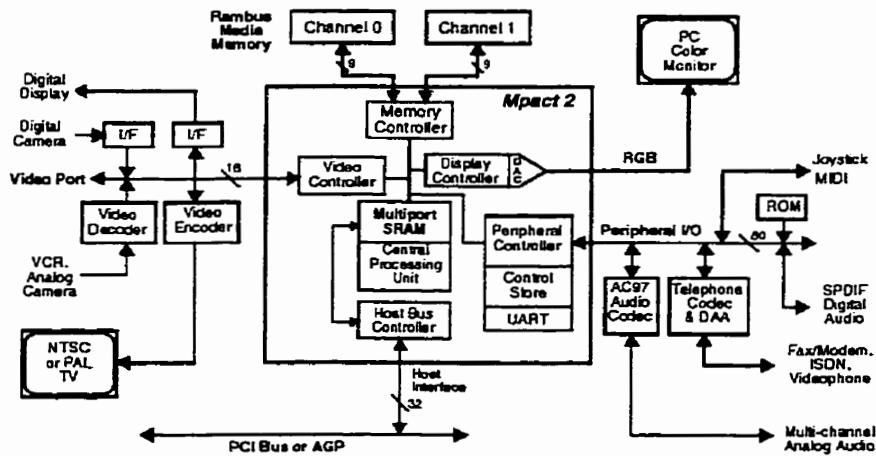 Rambus
Media
Memory
Channel 0
Channel 1
9
9
PC
Color
Monitor
Mpact 2
Memory
Controller
Digital
Display
Digital
Camera
I/F
I/F
16
Video Port
Video
Controller
Display
Controller
DAC
RGB
Joystick
MIDI
Video
Decoder
Video
Encoder
Multiport
SRAM
Central
Processing
Unit
Peripheral
Controller
Control
Store
UART
Peripheral I/O
ROM
VCR,
Analog
Camera
Host Bus
Controller
AC97
Audio
Codec
Telephone
Codec
& DAA
SPDIF
Digital
Audio
NTSC
or PAL
TV
Host
Interface
32
Fax/Modem,
ISDN,
Videophone
PCI Bus or AGP
Multi-channel
Analog Audio